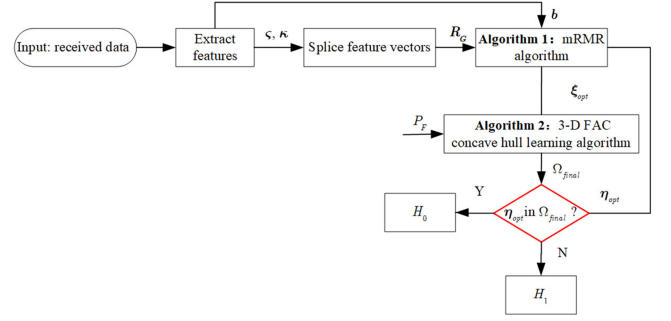 b
Input: received data
Extract
features
ς, κ
Splice feature vectors
R_G
Algorithm 1：mRMR
algorithm
ξ_opt
P_F
Algorithm 2：3-D FAC
concave hull learning algorithm
Ω_final
Y
η_opt
H_0
η_opt in Ω_final ?
N
H_1